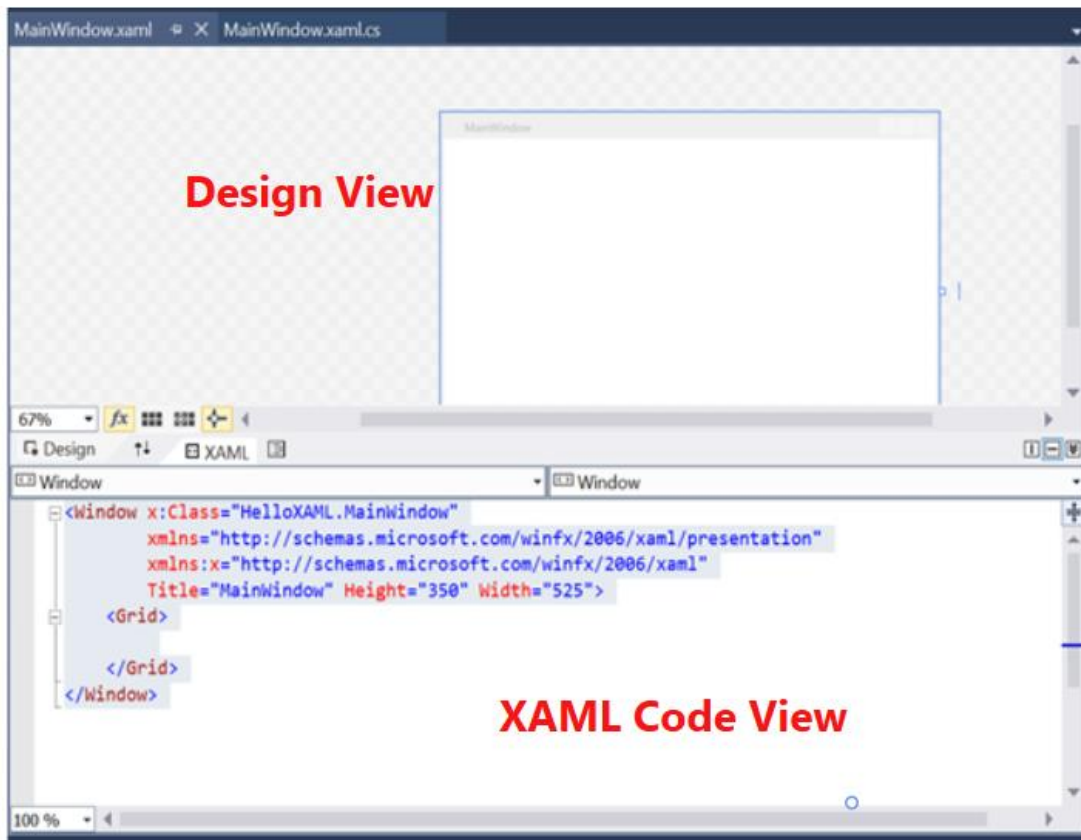 MainWindow.xaml MainWindow.xaml.cs
MainWindow
Design View
67% fx
Design XAML
Window Window
<Window x:Class="HelloXAML.MainWindow"
xmlns="http://schemas.microsoft.com/winfx/2006/xaml/presentation"
xmlns:x="http://schemas.microsoft.com/winfx/2006/xaml"
Title="MainWindow" Height="350" Width="525">
<Grid>
</Grid>
</Window>
XAML Code View
100 %